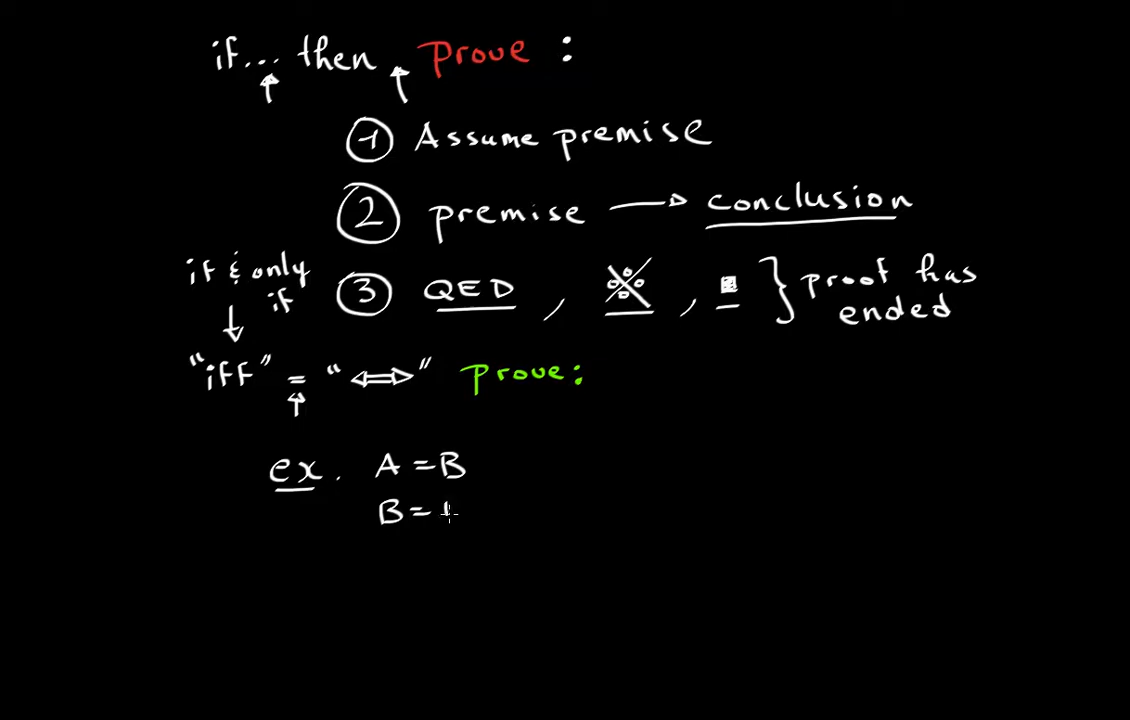 if... then prove:
① Assume premise
② premise → conclusion
if & only if
③ QED, ※, ▪ } proof has ended
"iff" = "⇔" prove:
ex. A = B
B =